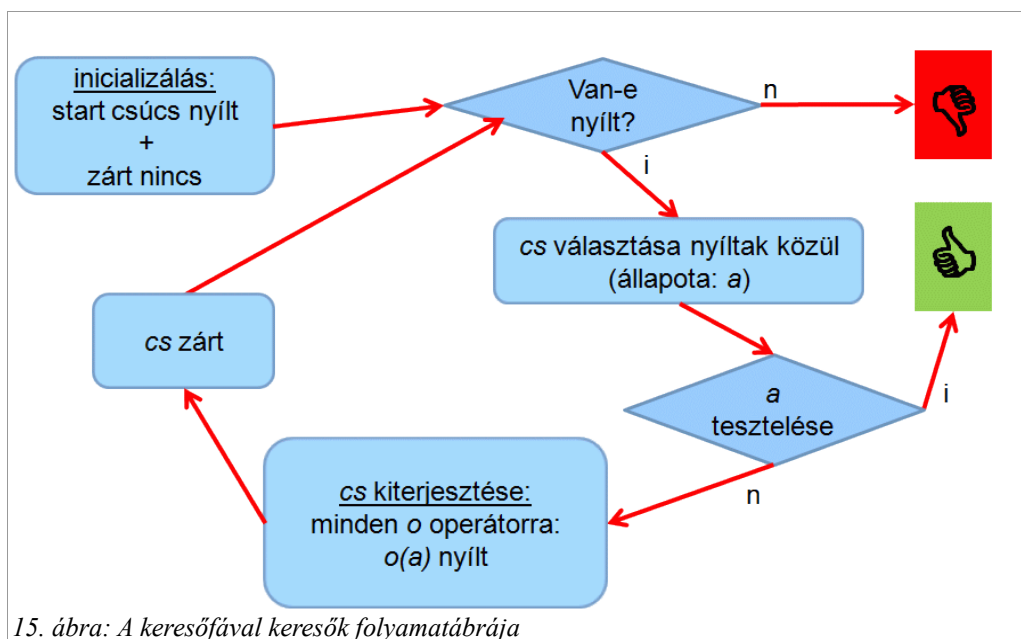 inicializálás:
start csúcs nyílt
+
zárt nincs
Van-e
nyílt?
n
i
cs választása nyíltak közül
(állapota: a)
a
tesztelése
i
n
cs kiterjesztése:
minden o operátorra:
o(a) nyílt
cs zárt
15. ábra: A keresőfával keresők folyamatábrája